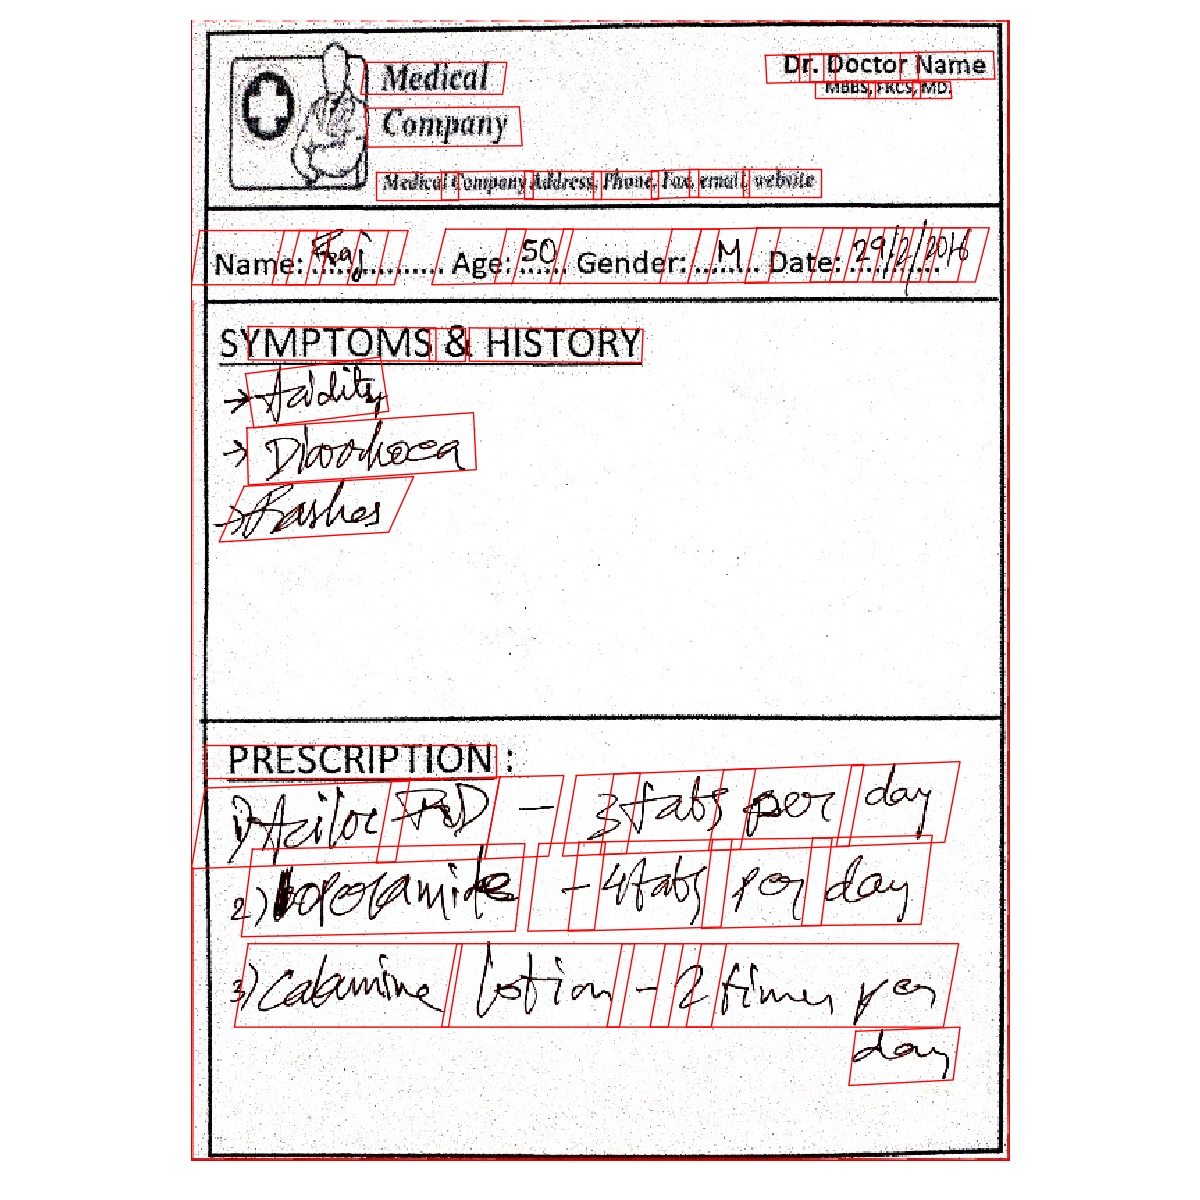 Medical
Company
Dr. Doctor Name
MBBS, FRCS, MD.
Medical Company Address, Phone, Fax, email, website
Name: Raj................. Age: 50...... Gender: M........ Date: 29/2/2016
SYMPTOMS & HISTORY
→ Acidity
→ Diarrhoea
→ Rashes
PRESCRIPTION :
1) Aciloc RD – 3 tabs per day
2) loperamide – 4 tabs per day
3) Calamine lotion – 2 times per
day